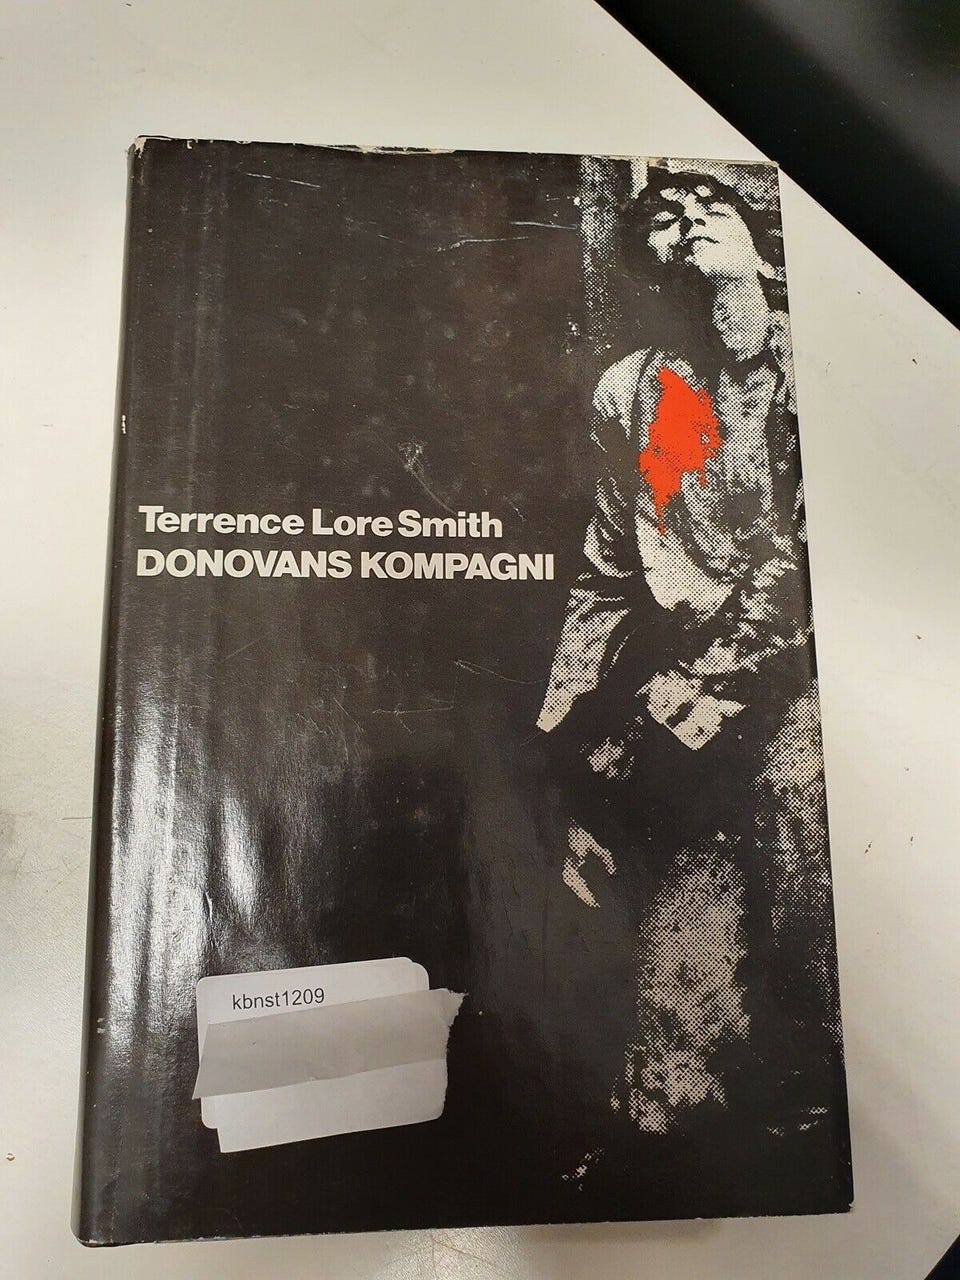 Terrence Lore Smith
DONOVANS KOMPAGNI
kbnst1209